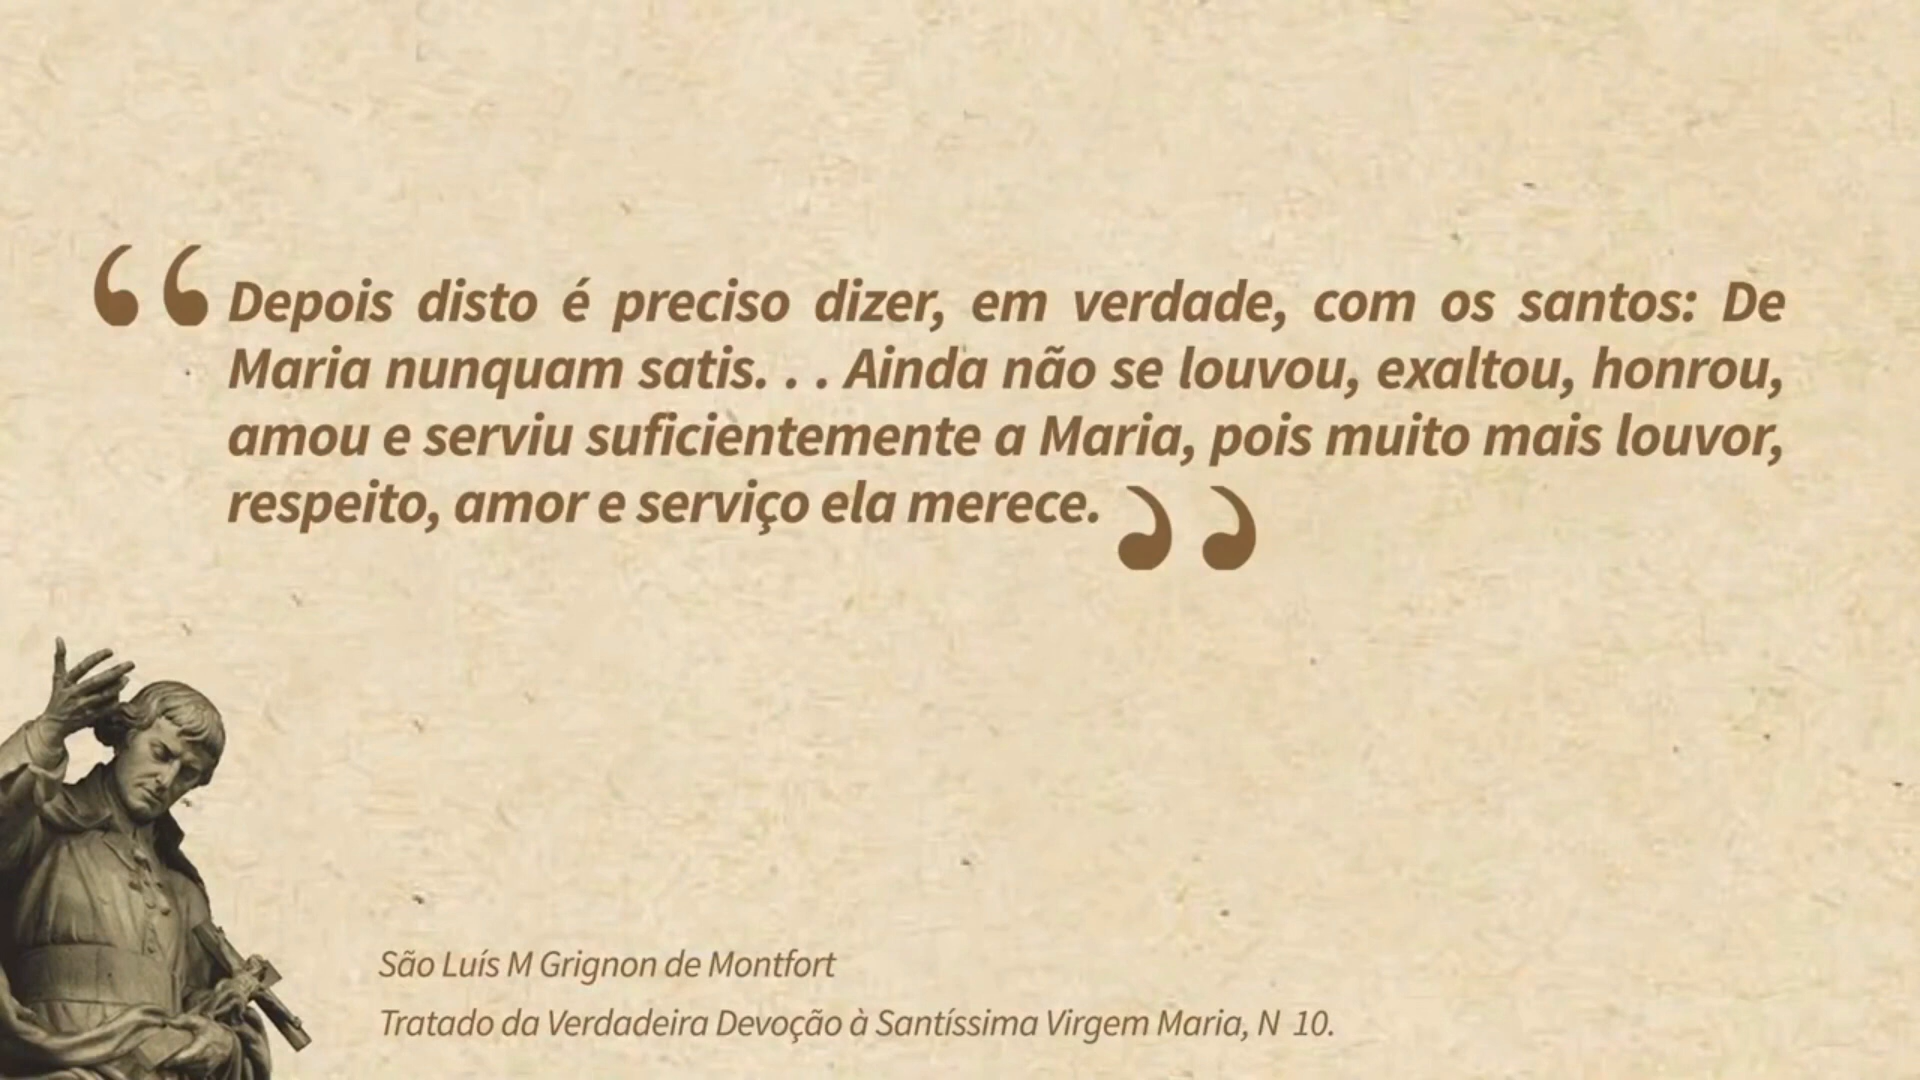 “Depois disto é preciso dizer, em verdade, com os santos: De
Maria nunquam satis. . . Ainda não se louvou, exaltou, honrou,
amou e serviu suficientemente a Maria, pois muito mais louvor,
respeito, amor e serviço ela merece.”
São Luís M Grignon de Montfort
Tratado da Verdadeira Devoção à Santíssima Virgem Maria, N 10.